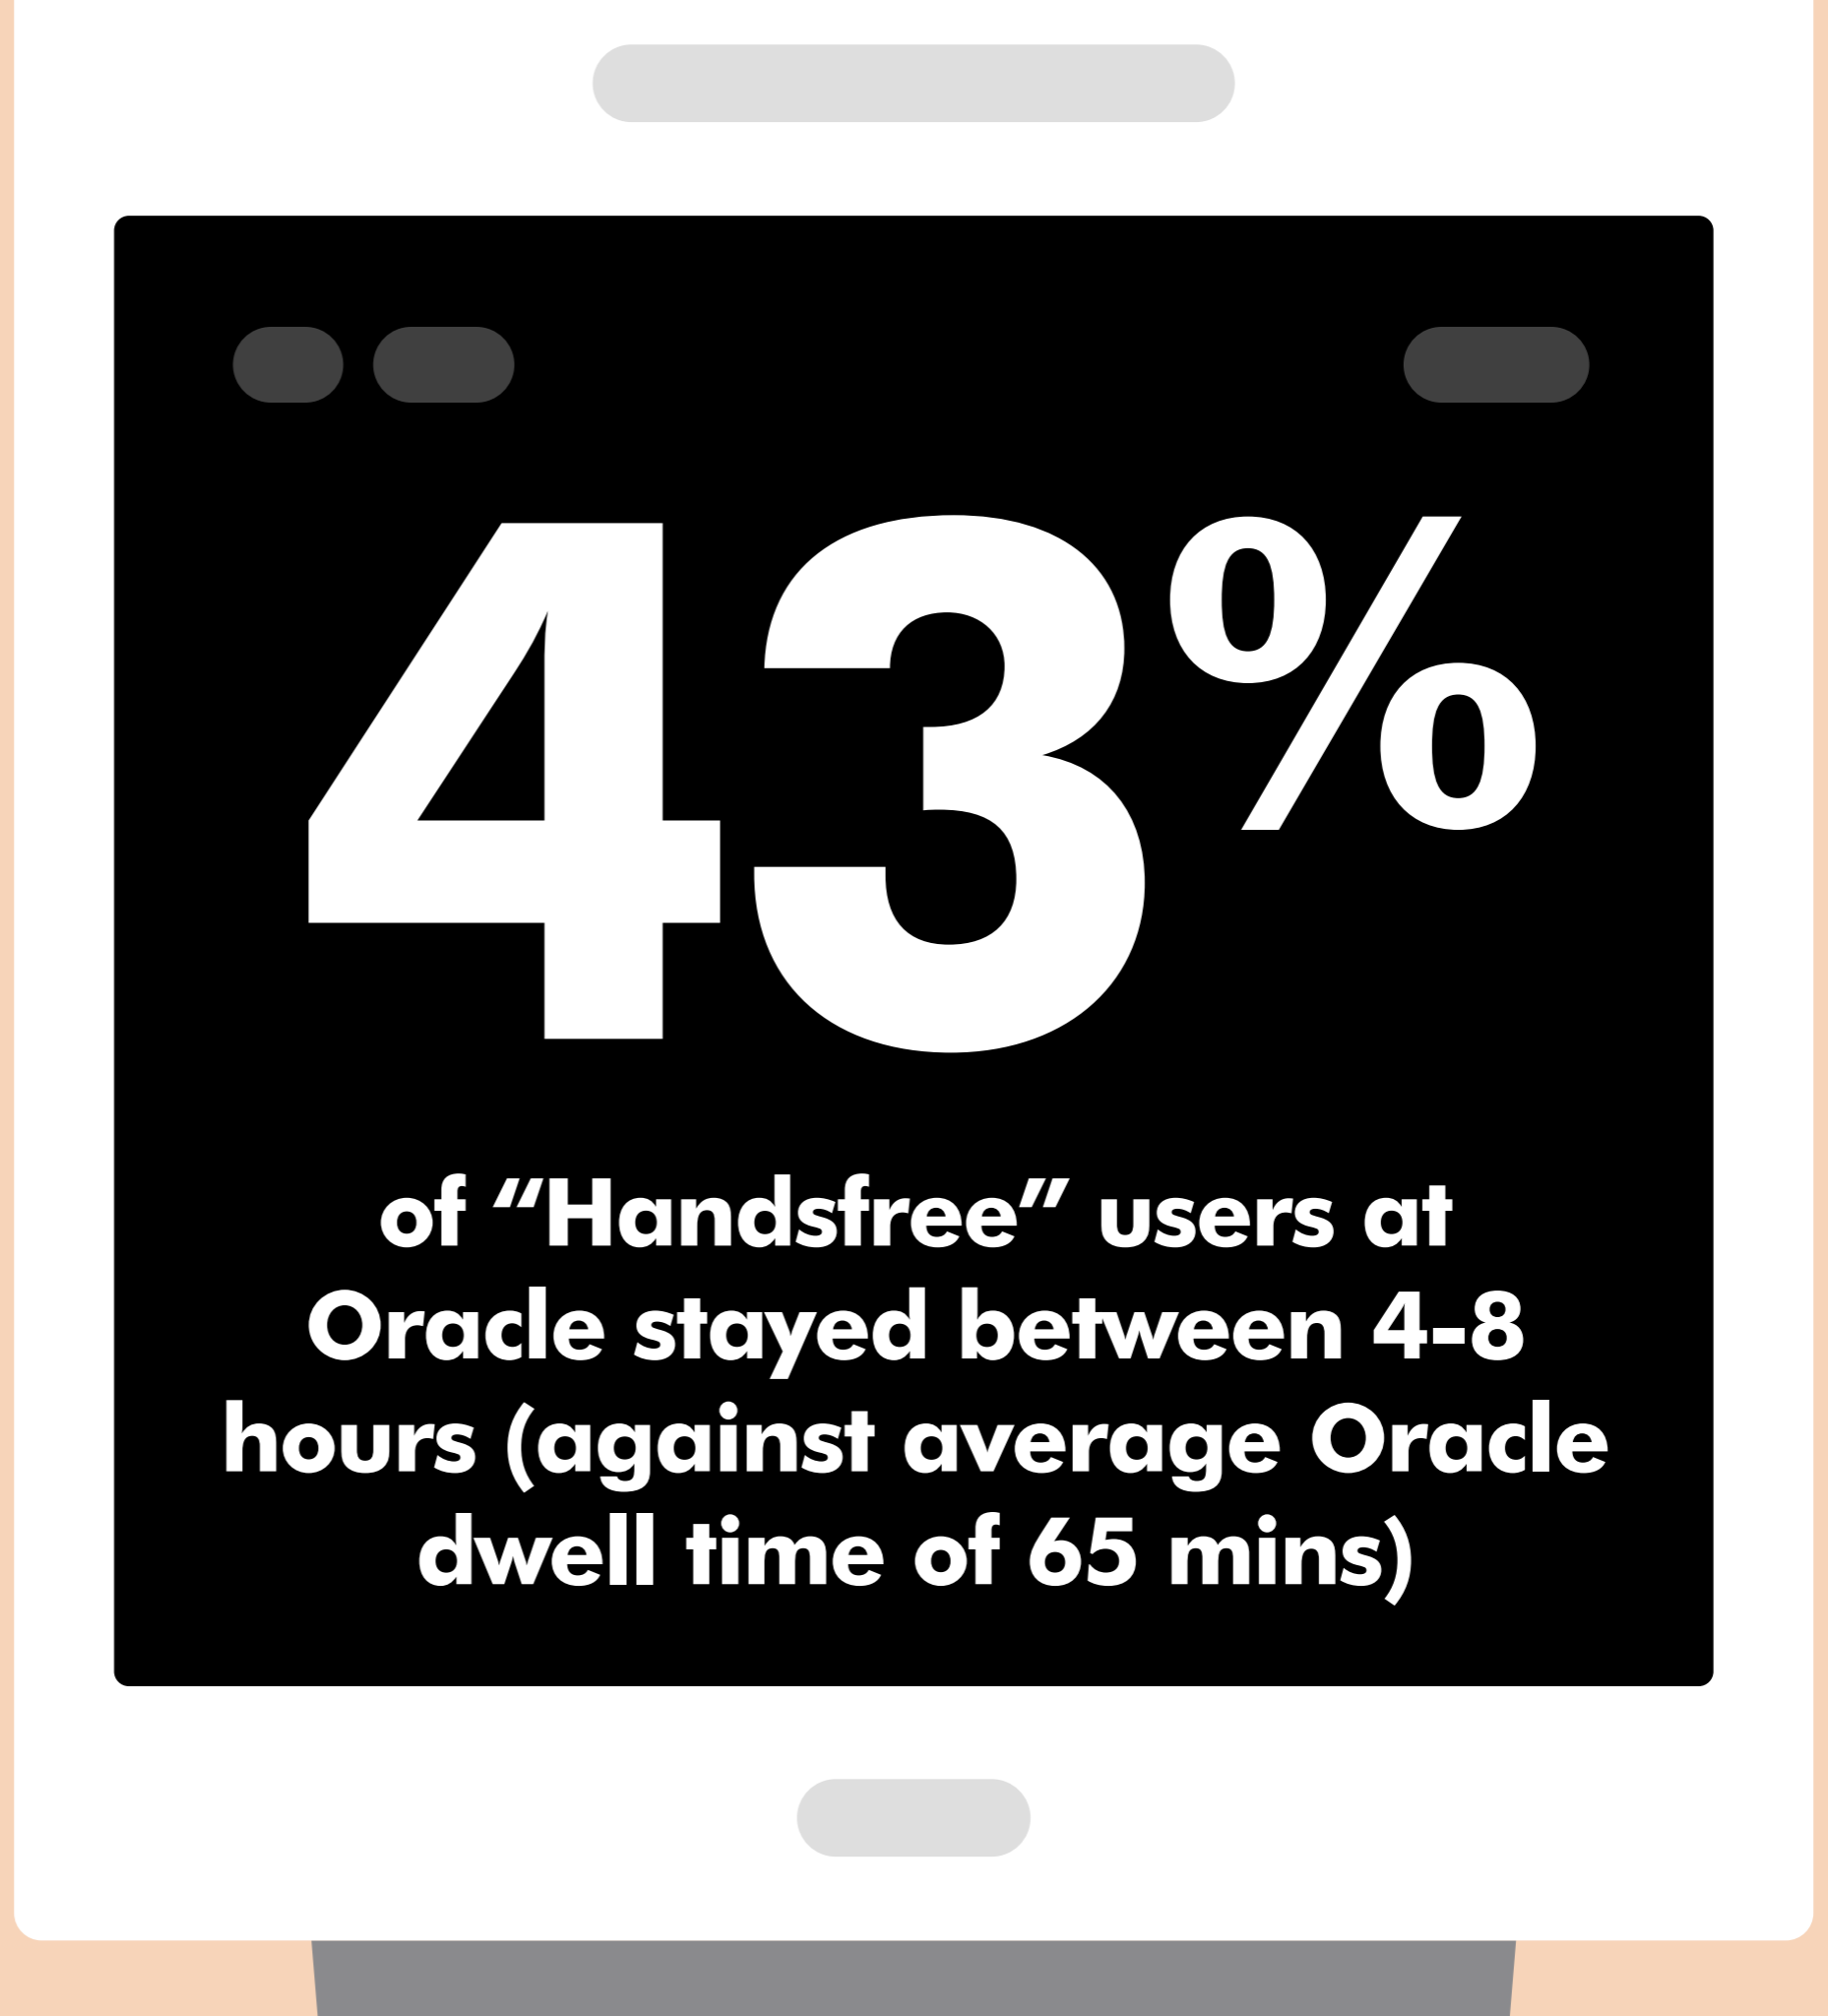 43%
of “Handsfree” users at
Oracle stayed between 4-8
hours (against average Oracle
dwell time of 65 mins)